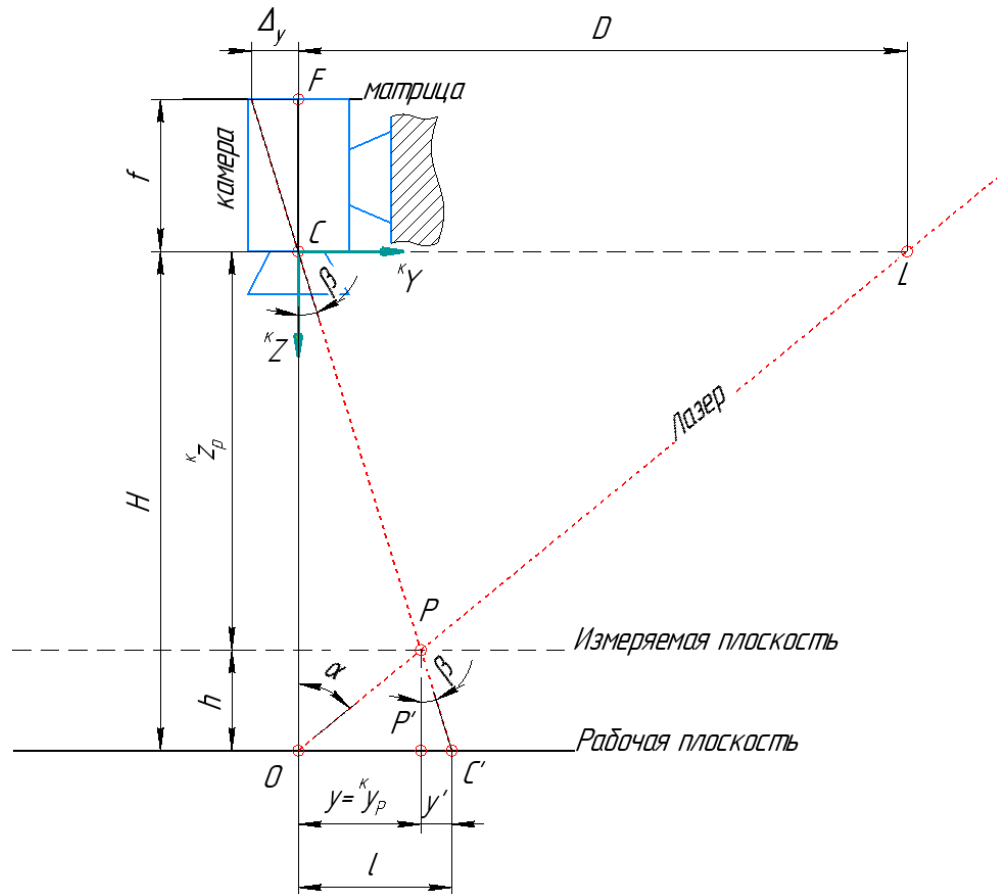 Δy
D
F
матрица
f
камера
C
кY
β
L
кZ
Лазер
кZp
H
P
Измеряемая плоскость
α
β
h
P'
Рабочая плоскость
O
C'
y= кyp
y'
l